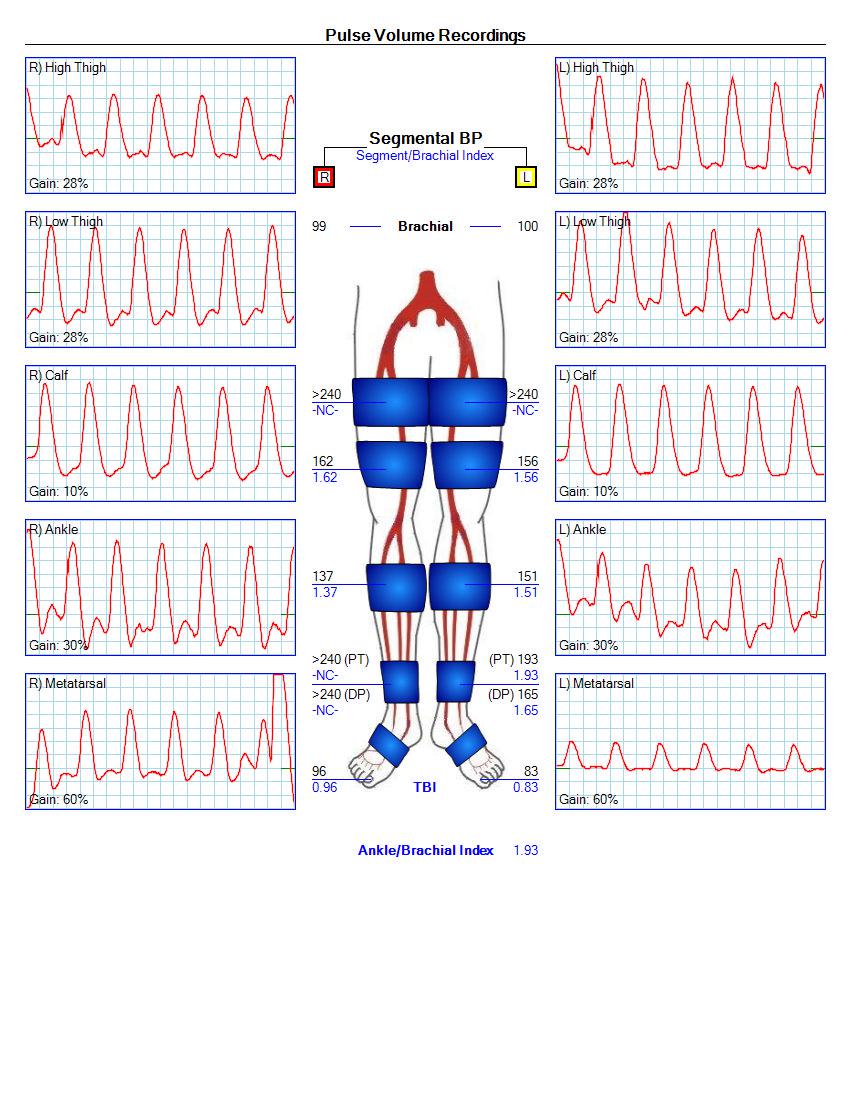 Pulse Volume Recordings
R) High Thigh
Gain: 28%
R) Low Thigh
Gain: 28%
R) Calf
Gain: 10%
R) Ankle
Gain: 30%
R) Metatarsal
Gain: 60%
Segmental BP
Segment/Brachial Index
R L
99 Brachial 100
>240 >240
-NC- -NC-
162 156
1.62 1.56
137 151
1.37 1.51
>240 (PT) (PT) 193
-NC- 1.93
>240 (DP) (DP) 165
-NC- 1.65
96 83
0.96 TBI 0.83
Ankle/Brachial Index 1.93
L) High Thigh
Gain: 28%
L) Low Thigh
Gain: 28%
L) Calf
Gain: 10%
L) Ankle
Gain: 30%
L) Metatarsal
Gain: 60%